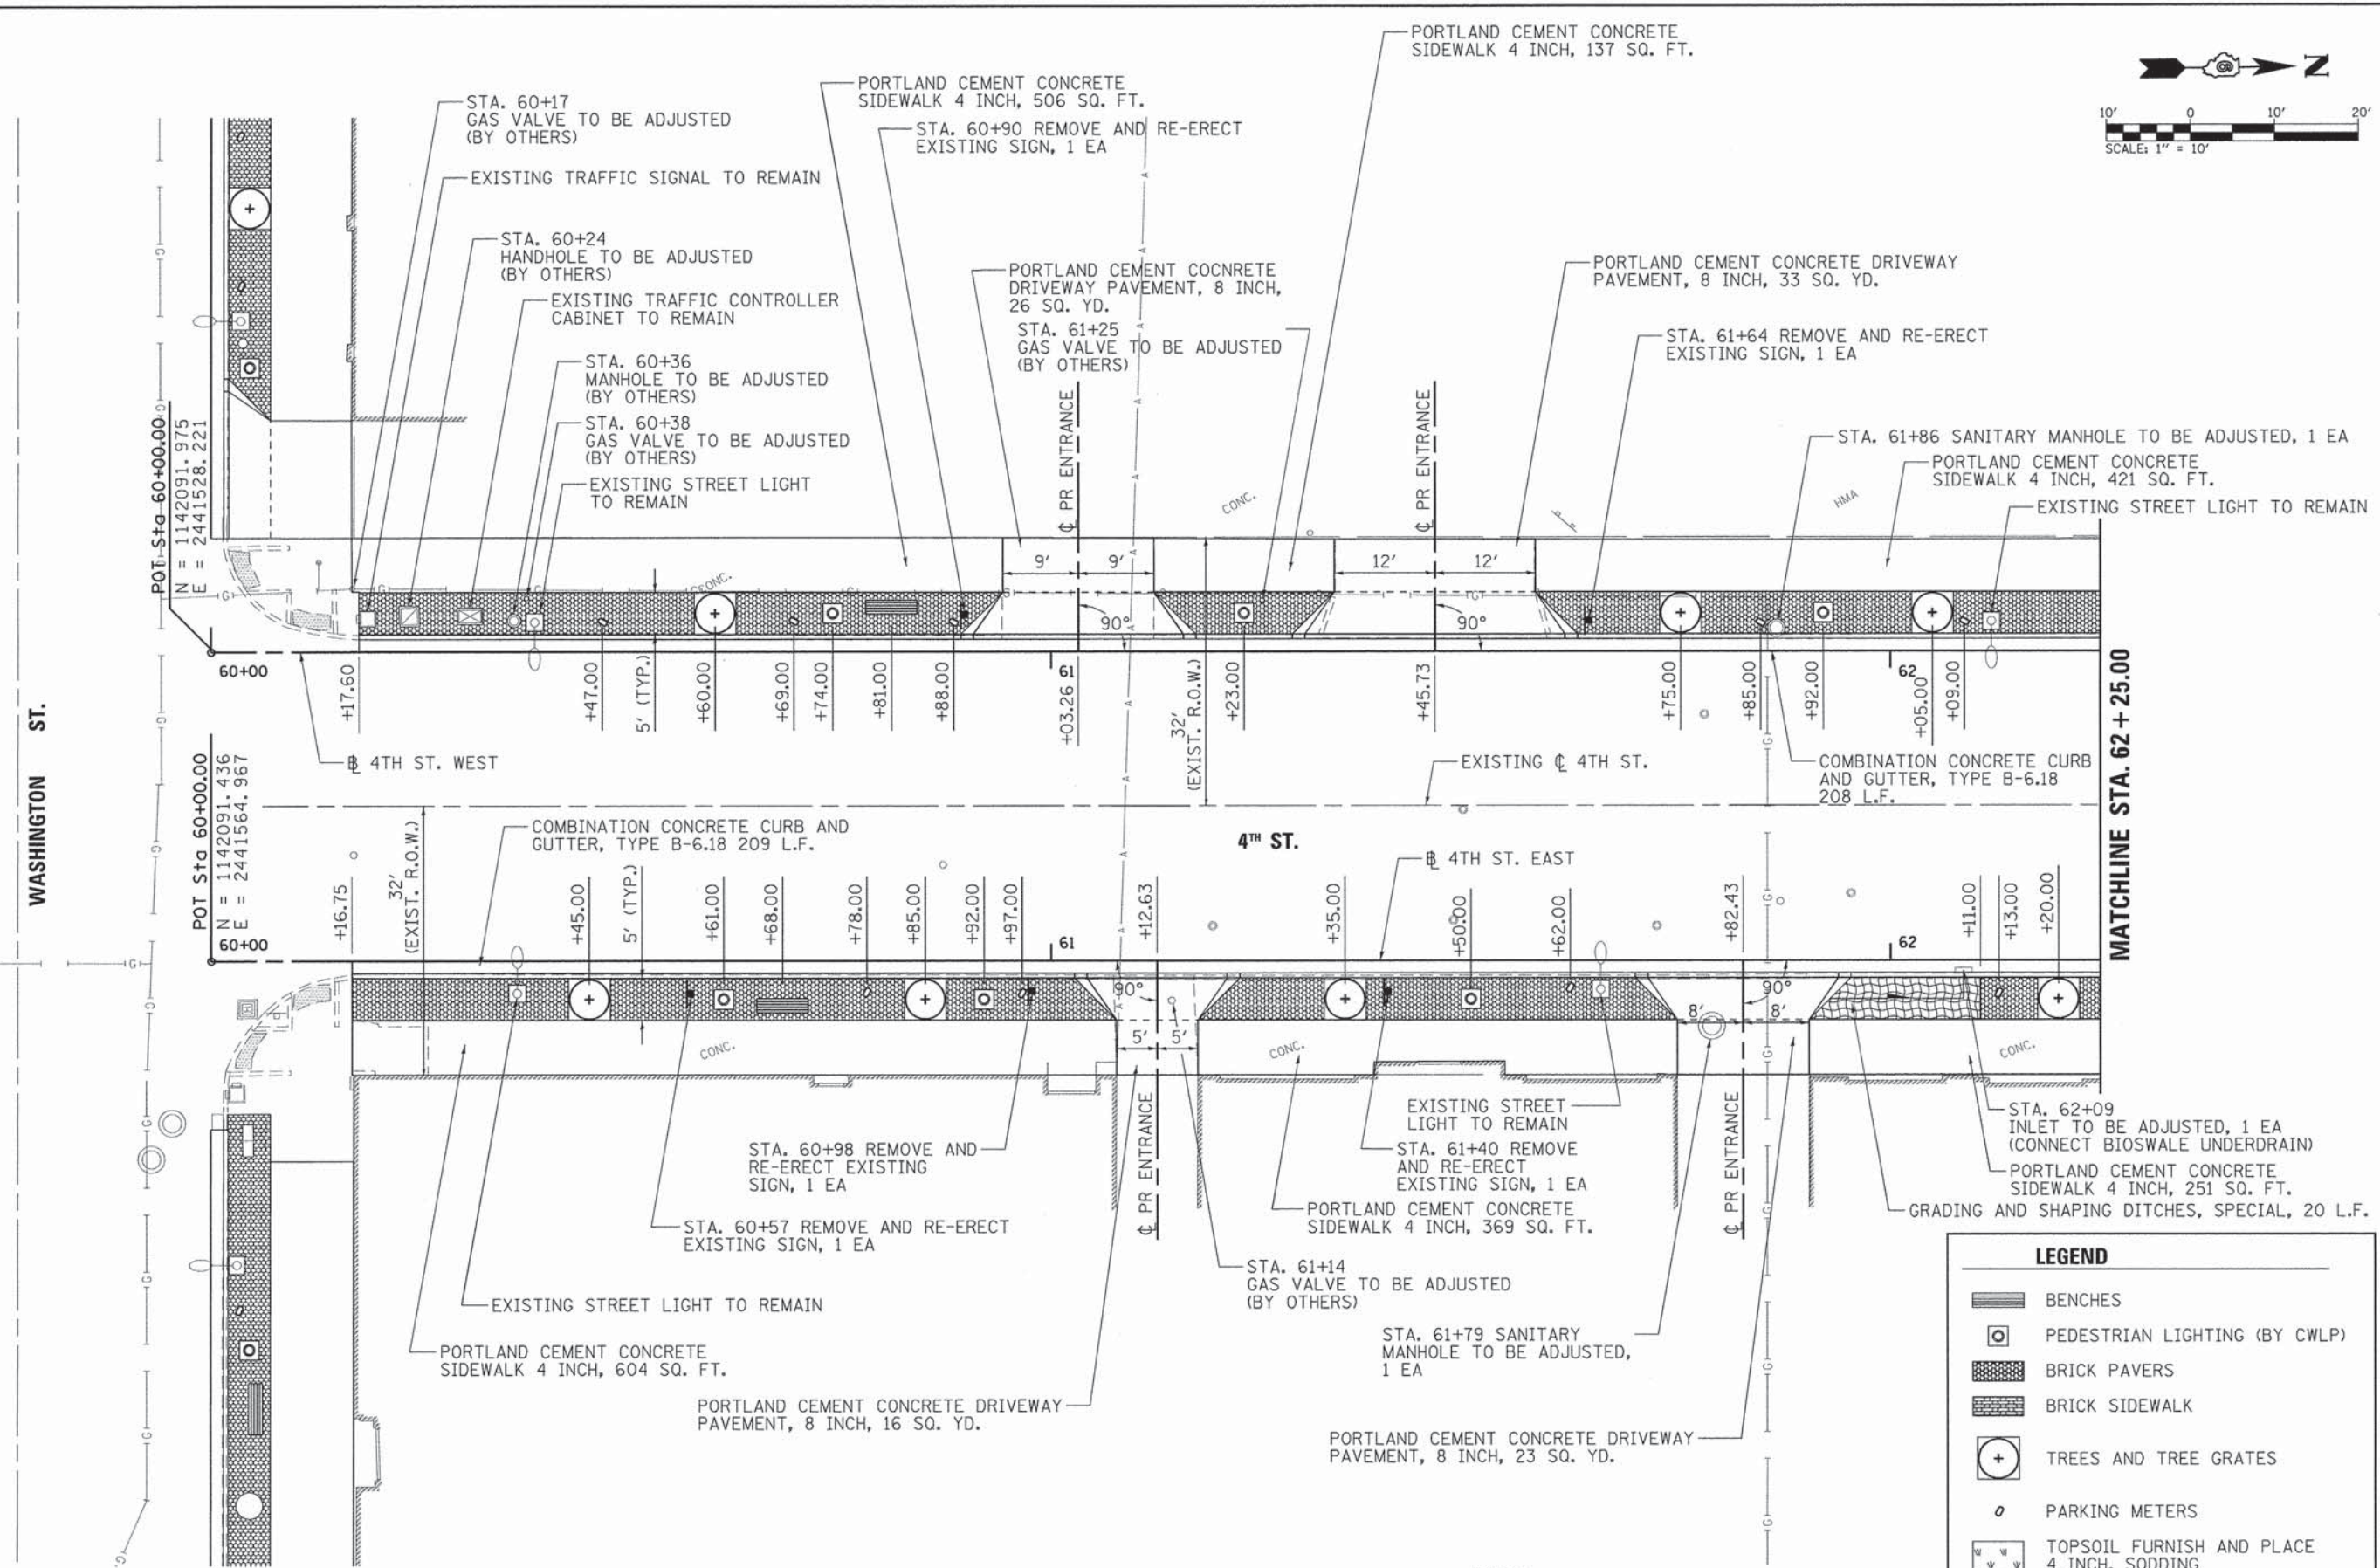 PORTLAND CEMENT CONCRETE
SIDEWALK 4 INCH, 137 SQ. FT.
N
10' 0 10' 20'
SCALE: 1" = 10'
PORTLAND CEMENT CONCRETE
SIDEWALK 4 INCH, 506 SQ. FT.
STA. 60+17
GAS VALVE TO BE ADJUSTED
(BY OTHERS)
STA. 60+90 REMOVE AND RE-ERECT
EXISTING SIGN, 1 EA
EXISTING TRAFFIC SIGNAL TO REMAIN
STA. 60+24
HANDHOLE TO BE ADJUSTED
(BY OTHERS)
EXISTING TRAFFIC CONTROLLER
CABINET TO REMAIN
PORTLAND CEMENT COCNRETE
DRIVEWAY PAVEMENT, 8 INCH,
26 SQ. YD.
STA. 61+25
GAS VALVE TO BE ADJUSTED
(BY OTHERS)
PORTLAND CEMENT CONCRETE DRIVEWAY
PAVEMENT, 8 INCH, 33 SQ. YD.
STA. 61+64 REMOVE AND RE-ERECT
EXISTING SIGN, 1 EA
STA. 60+36
MANHOLE TO BE ADJUSTED
(BY OTHERS)
STA. 60+38
GAS VALVE TO BE ADJUSTED
(BY OTHERS)
EXISTING STREET LIGHT
TO REMAIN
STA. 61+86 SANITARY MANHOLE TO BE ADJUSTED, 1 EA
PORTLAND CEMENT CONCRETE
SIDEWALK 4 INCH, 421 SQ. FT.
EXISTING STREET LIGHT TO REMAIN
POT Sta 60+00.00
N = 1142091.975
E = 2441528.221
℄ PR ENTRANCE
℄ PR ENTRANCE
CONC.
HMA
CONC.
9' 9'
12' 12'
90°
90°
60+00
61
62
+17.60
+47.00
5' (TYP.)
+60.00
+69.00
+74.00
+81.00
+88.00
+03.26
32'
(EXIST. R.O.W.)
+23.00
+45.73
+75.00
+85.00
+92.00
+05.00
+09.00
WASHINGTON ST.
MATCHLINE STA. 62 + 25.00
BL 4TH ST. WEST
EXISTING ℄ 4TH ST.
COMBINATION CONCRETE CURB
AND GUTTER, TYPE B-6.18
208 L.F.
POT Sta 60+00.00
N = 1142091.436
E = 2441564.967
COMBINATION CONCRETE CURB AND
GUTTER, TYPE B-6.18 209 L.F.
4TH ST.
BL 4TH ST. EAST
60+00
61
62
+16.75
32'
(EXIST. R.O.W.)
+45.00
5' (TYP.)
+61.00
+68.00
+78.00
+85.00
+92.00
+97.00
+12.63
+35.00
+50.00
+62.00
+82.43
+11.00
+13.00
+20.00
90°
90°
5' 5'
8' 8'
CONC.
CONC.
CONC.
℄ PR ENTRANCE
℄ PR ENTRANCE
STA. 60+98 REMOVE AND
RE-ERECT EXISTING
SIGN, 1 EA
STA. 60+57 REMOVE AND RE-ERECT
EXISTING SIGN, 1 EA
EXISTING STREET LIGHT TO REMAIN
PORTLAND CEMENT CONCRETE
SIDEWALK 4 INCH, 604 SQ. FT.
PORTLAND CEMENT CONCRETE DRIVEWAY
PAVEMENT, 8 INCH, 16 SQ. YD.
EXISTING STREET
LIGHT TO REMAIN
STA. 61+40 REMOVE
AND RE-ERECT
EXISTING SIGN, 1 EA
PORTLAND CEMENT CONCRETE
SIDEWALK 4 INCH, 369 SQ. FT.
STA. 61+14
GAS VALVE TO BE ADJUSTED
(BY OTHERS)
STA. 61+79 SANITARY
MANHOLE TO BE ADJUSTED,
1 EA
PORTLAND CEMENT CONCRETE DRIVEWAY
PAVEMENT, 8 INCH, 23 SQ. YD.
STA. 62+09
INLET TO BE ADJUSTED, 1 EA
(CONNECT BIOSWALE UNDERDRAIN)
PORTLAND CEMENT CONCRETE
SIDEWALK 4 INCH, 251 SQ. FT.
GRADING AND SHAPING DITCHES, SPECIAL, 20 L.F.
LEGEND
BENCHES
PEDESTRIAN LIGHTING (BY CWLP)
BRICK PAVERS
BRICK SIDEWALK
TREES AND TREE GRATES
PARKING METERS
TOPSOIL FURNISH AND PLACE
4 INCH, SODDING